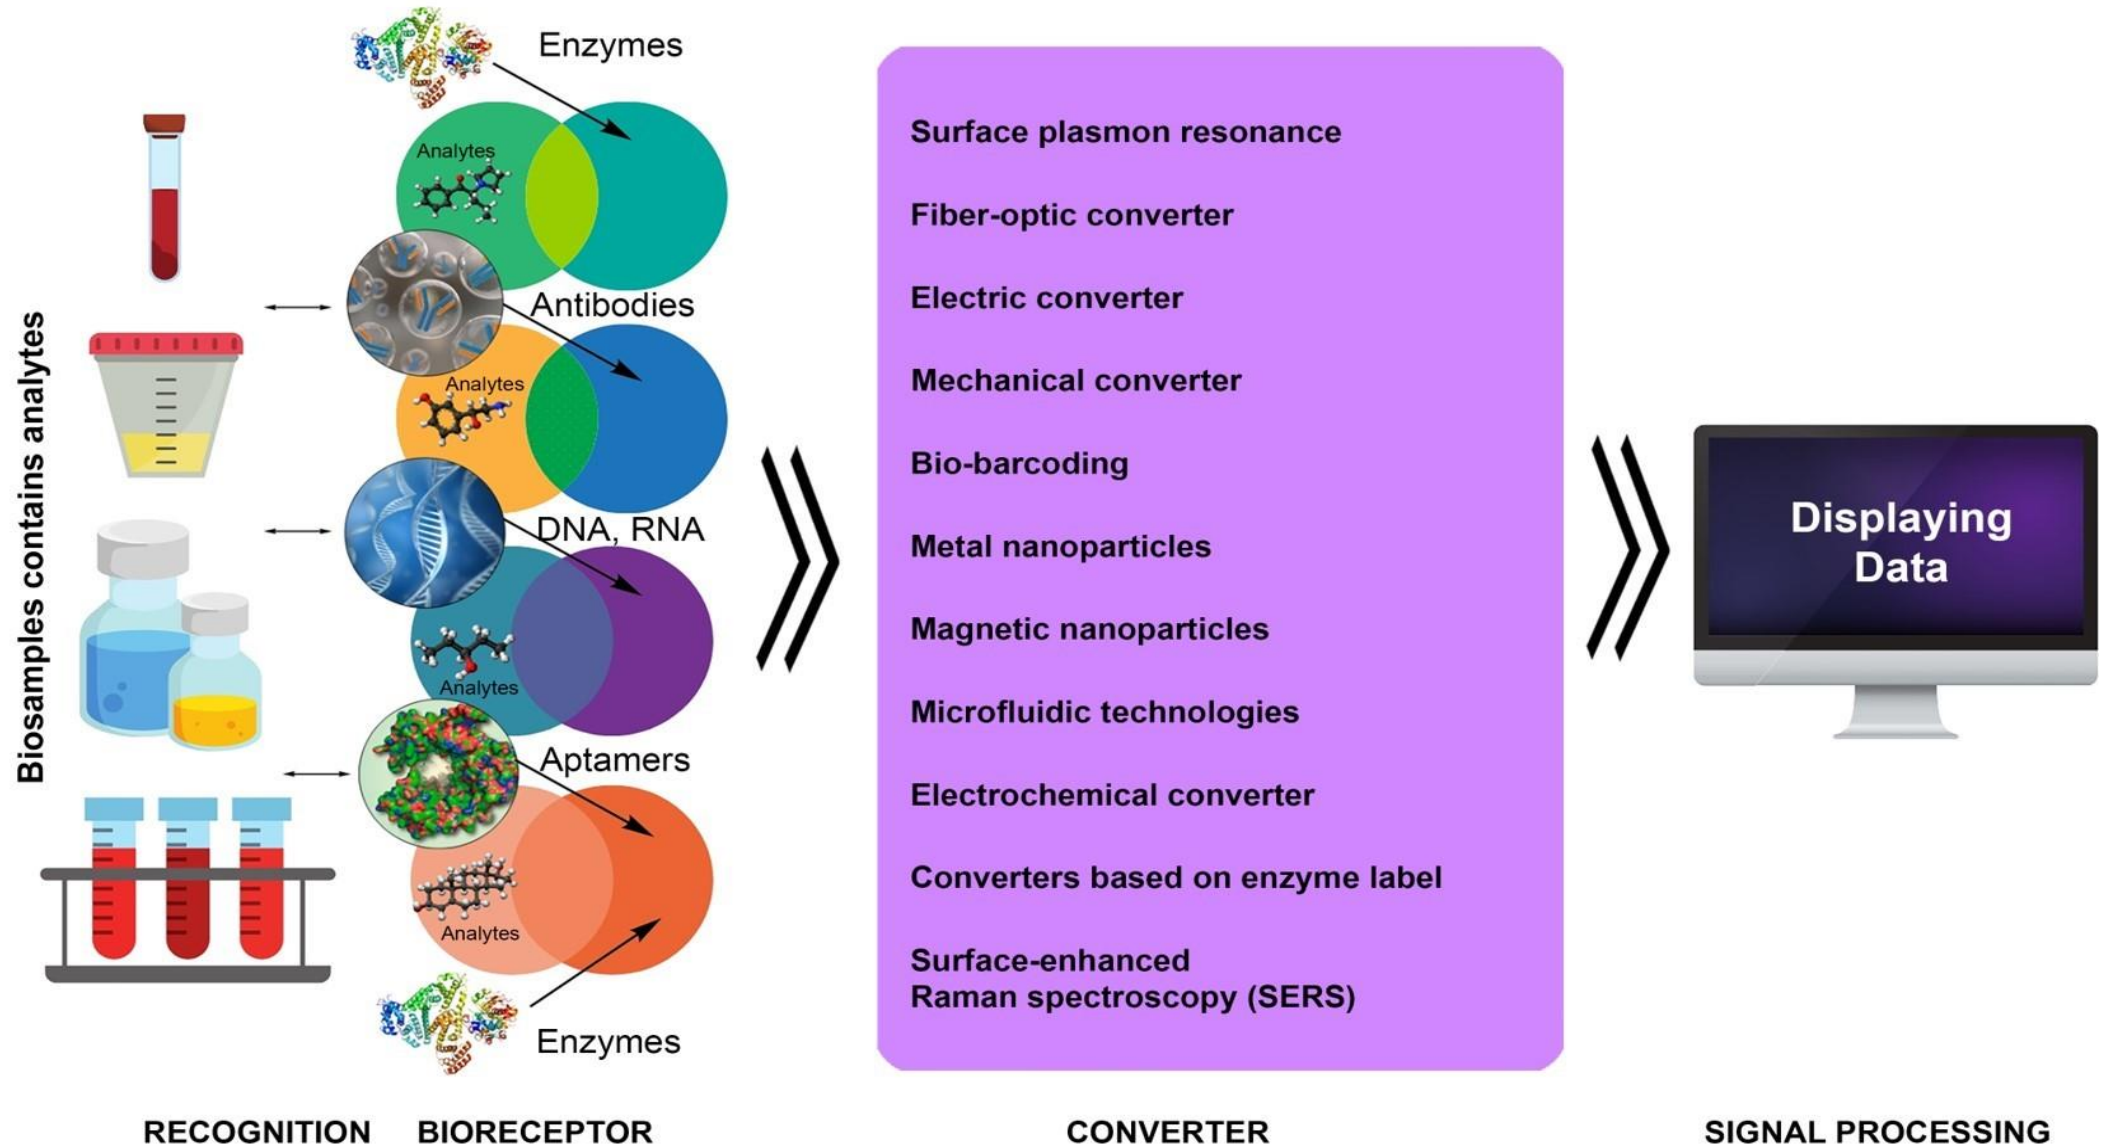 Biosamples contains analytes
Enzymes
Analytes
Antibodies
Analytes
DNA, RNA
Analytes
Aptamers
Analytes
Enzymes
Surface plasmon resonance
Fiber-optic converter
Electric converter
Mechanical converter
Bio-barcoding
Metal nanoparticles
Magnetic nanoparticles
Microfluidic technologies
Electrochemical converter
Converters based on enzyme label
Surface-enhanced
Raman spectroscopy (SERS)
Displaying
Data
RECOGNITION
BIORECEPTOR
CONVERTER
SIGNAL PROCESSING